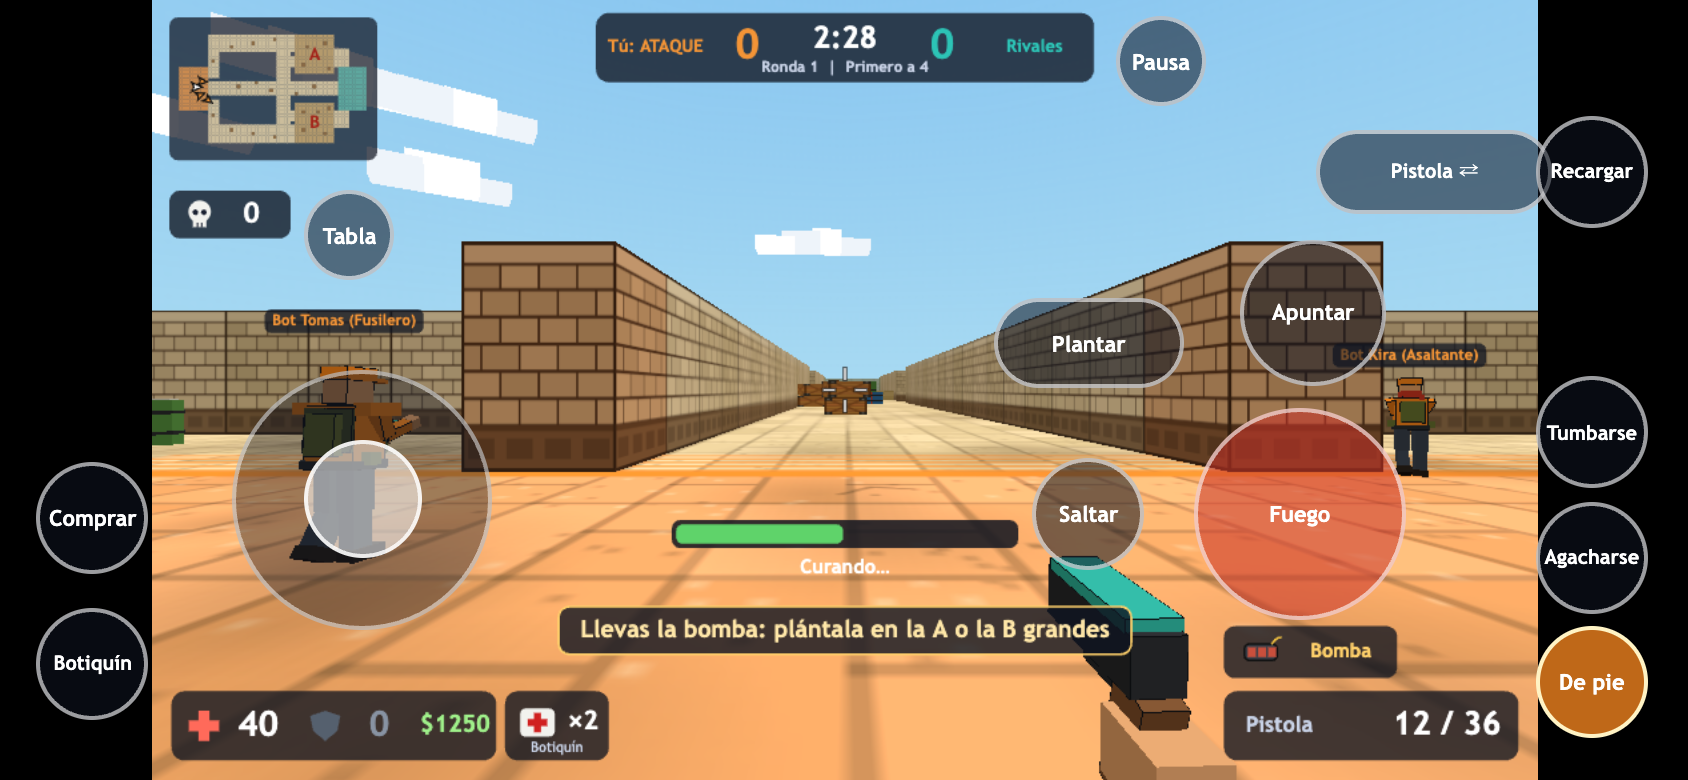 A
B
Tú: ATAQUE
0
2:28
0
Rivales
Ronda 1 | Primero a 4
Pausa
Pistola ⇄
Recargar
0
Tabla
Bot Tomas (Fusilero)
Plantar
Apuntar
Bot Kira (Asaltante)
Tumbarse
Comprar
Saltar
Fuego
Agacharse
Curando...
Llevas la bomba: plántala en la A o la B grandes
Botiquín
Bomba
De pie
40
0
$1250
×2
Botiquín
Pistola
12 / 36